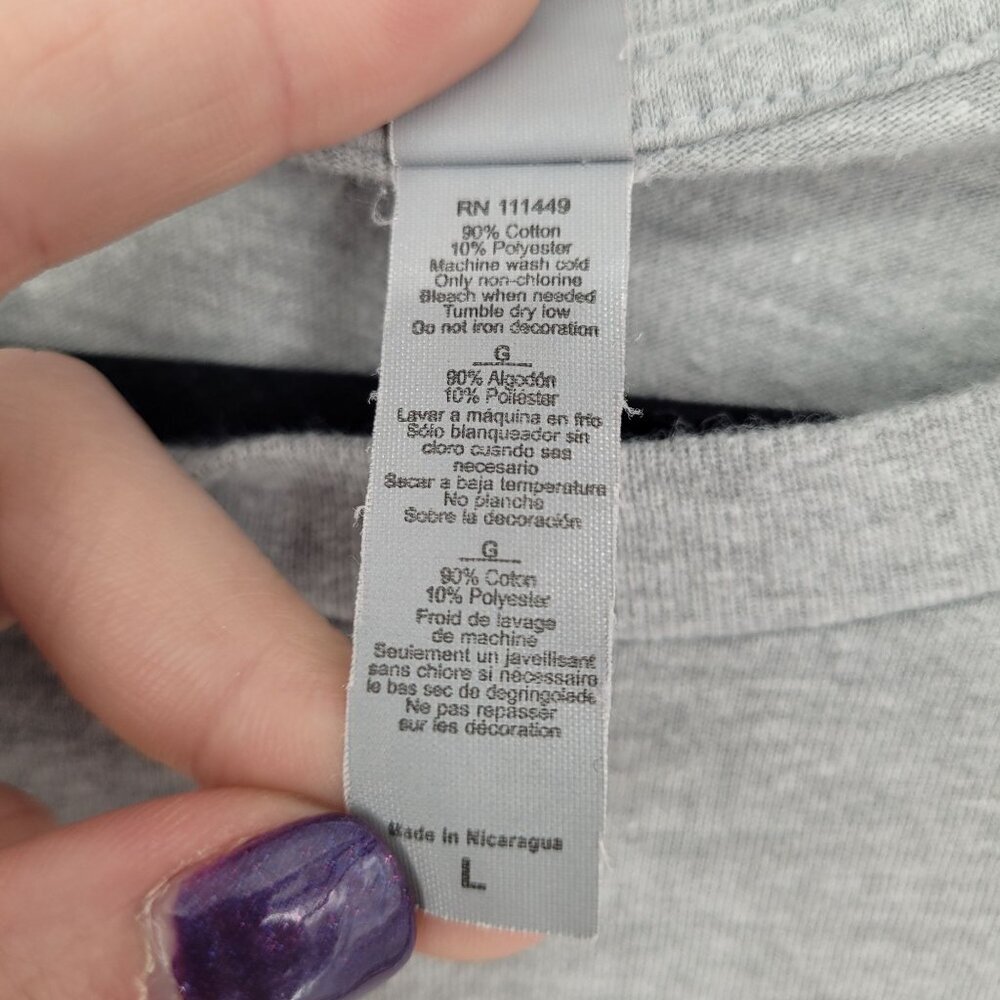 RN 111449
90% Cotton
10% Polyester
Machine wash cold
Only non-chlorine
Bleach when needed
Tumble dry low
Do not iron decoration
G
90% Algodón
10% Poliéster
Lavar a máquina en frío
Sólo blanqueador sin
cloro cuando sea
necesario
Secar a baja temperatura
No planche
Sobre la decoración
G
90% Coton
10% Polyester
Froid de lavage
de machine
Seulement un javellisant
sans chlore si nécessaire
le bas sec de degringolade
Ne pas repasser
sur les décoration
Made in Nicaragua
L